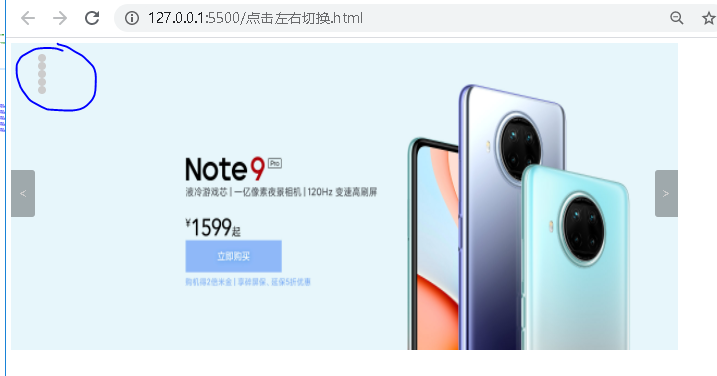 127.0.0.1:5500/点击左右切换.html
Note9 Pro
液冷游戏芯 | 一亿像素夜景相机 | 120Hz 变速高刷屏
¥1599起
立即购买
购机得2倍米金 | 享碎屏保、延保5折优惠
<
>